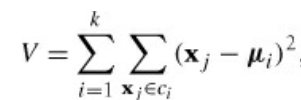 V = \sum_{i=1}^{k} \sum_{\mathbf{x}_j \in c_i} (\mathbf{x}_j - \boldsymbol{\mu}_i)^2,